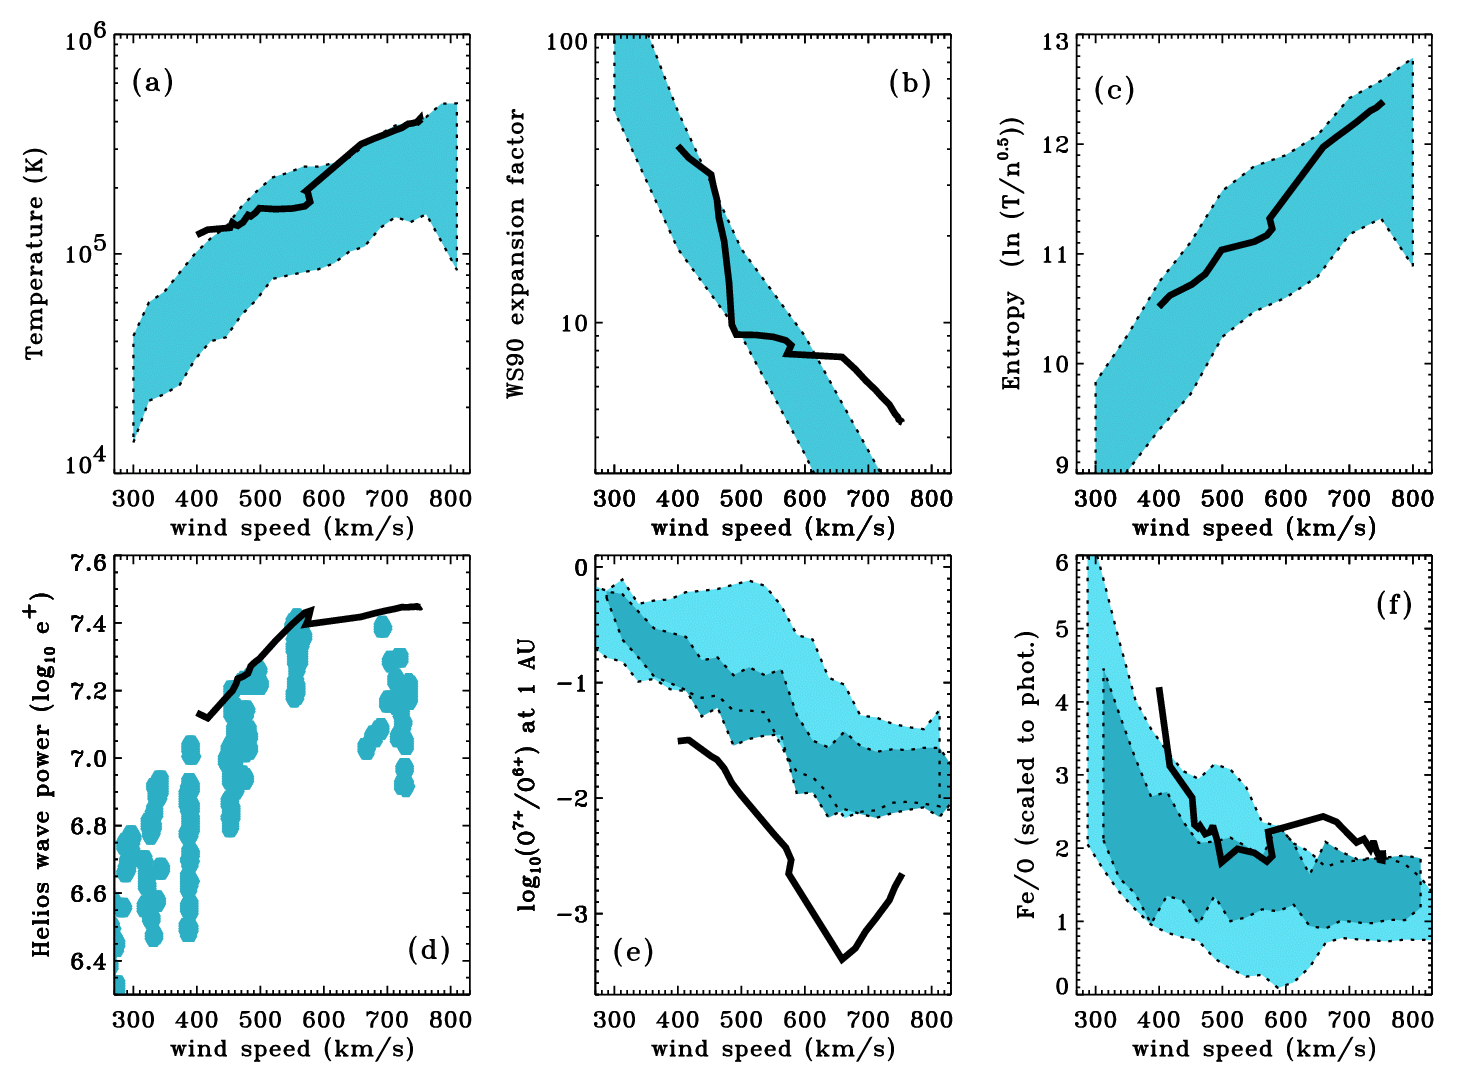 (a)
10^6
10^5
10^4
Temperature (K)
300 400 500 600 700 800
wind speed (km/s)
(b)
100
10
WS90 expansion factor
300 400 500 600 700 800
wind speed (km/s)
(c)
13
12
11
10
9
Entropy (ln (T/n^0.5))
300 400 500 600 700 800
wind speed (km/s)
(d)
7.6
7.4
7.2
7.0
6.8
6.6
6.4
Helios wave power (log_10 e^+)
300 400 500 600 700 800
wind speed (km/s)
(e)
0
−1
−2
−3
log_10(O^7+/O^6+) at 1 AU
300 400 500 600 700 800
wind speed (km/s)
(f)
6
5
4
3
2
1
0
Fe/O (scaled to phot.)
300 400 500 600 700 800
wind speed (km/s)